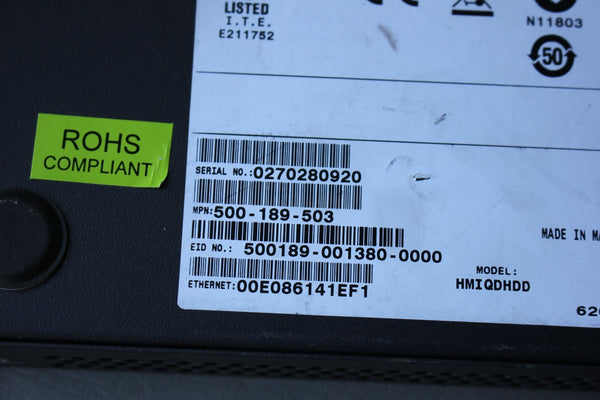 LISTED
I.T.E.
E211752
N11803
50
ROHS
COMPLIANT
SERIAL NO.:0270280920
MPN:500-189-503
EID NO.: 500189-001380-0000
ETHERNET:00E086141EF1
MADE IN
MODEL:
HMIQDHDD